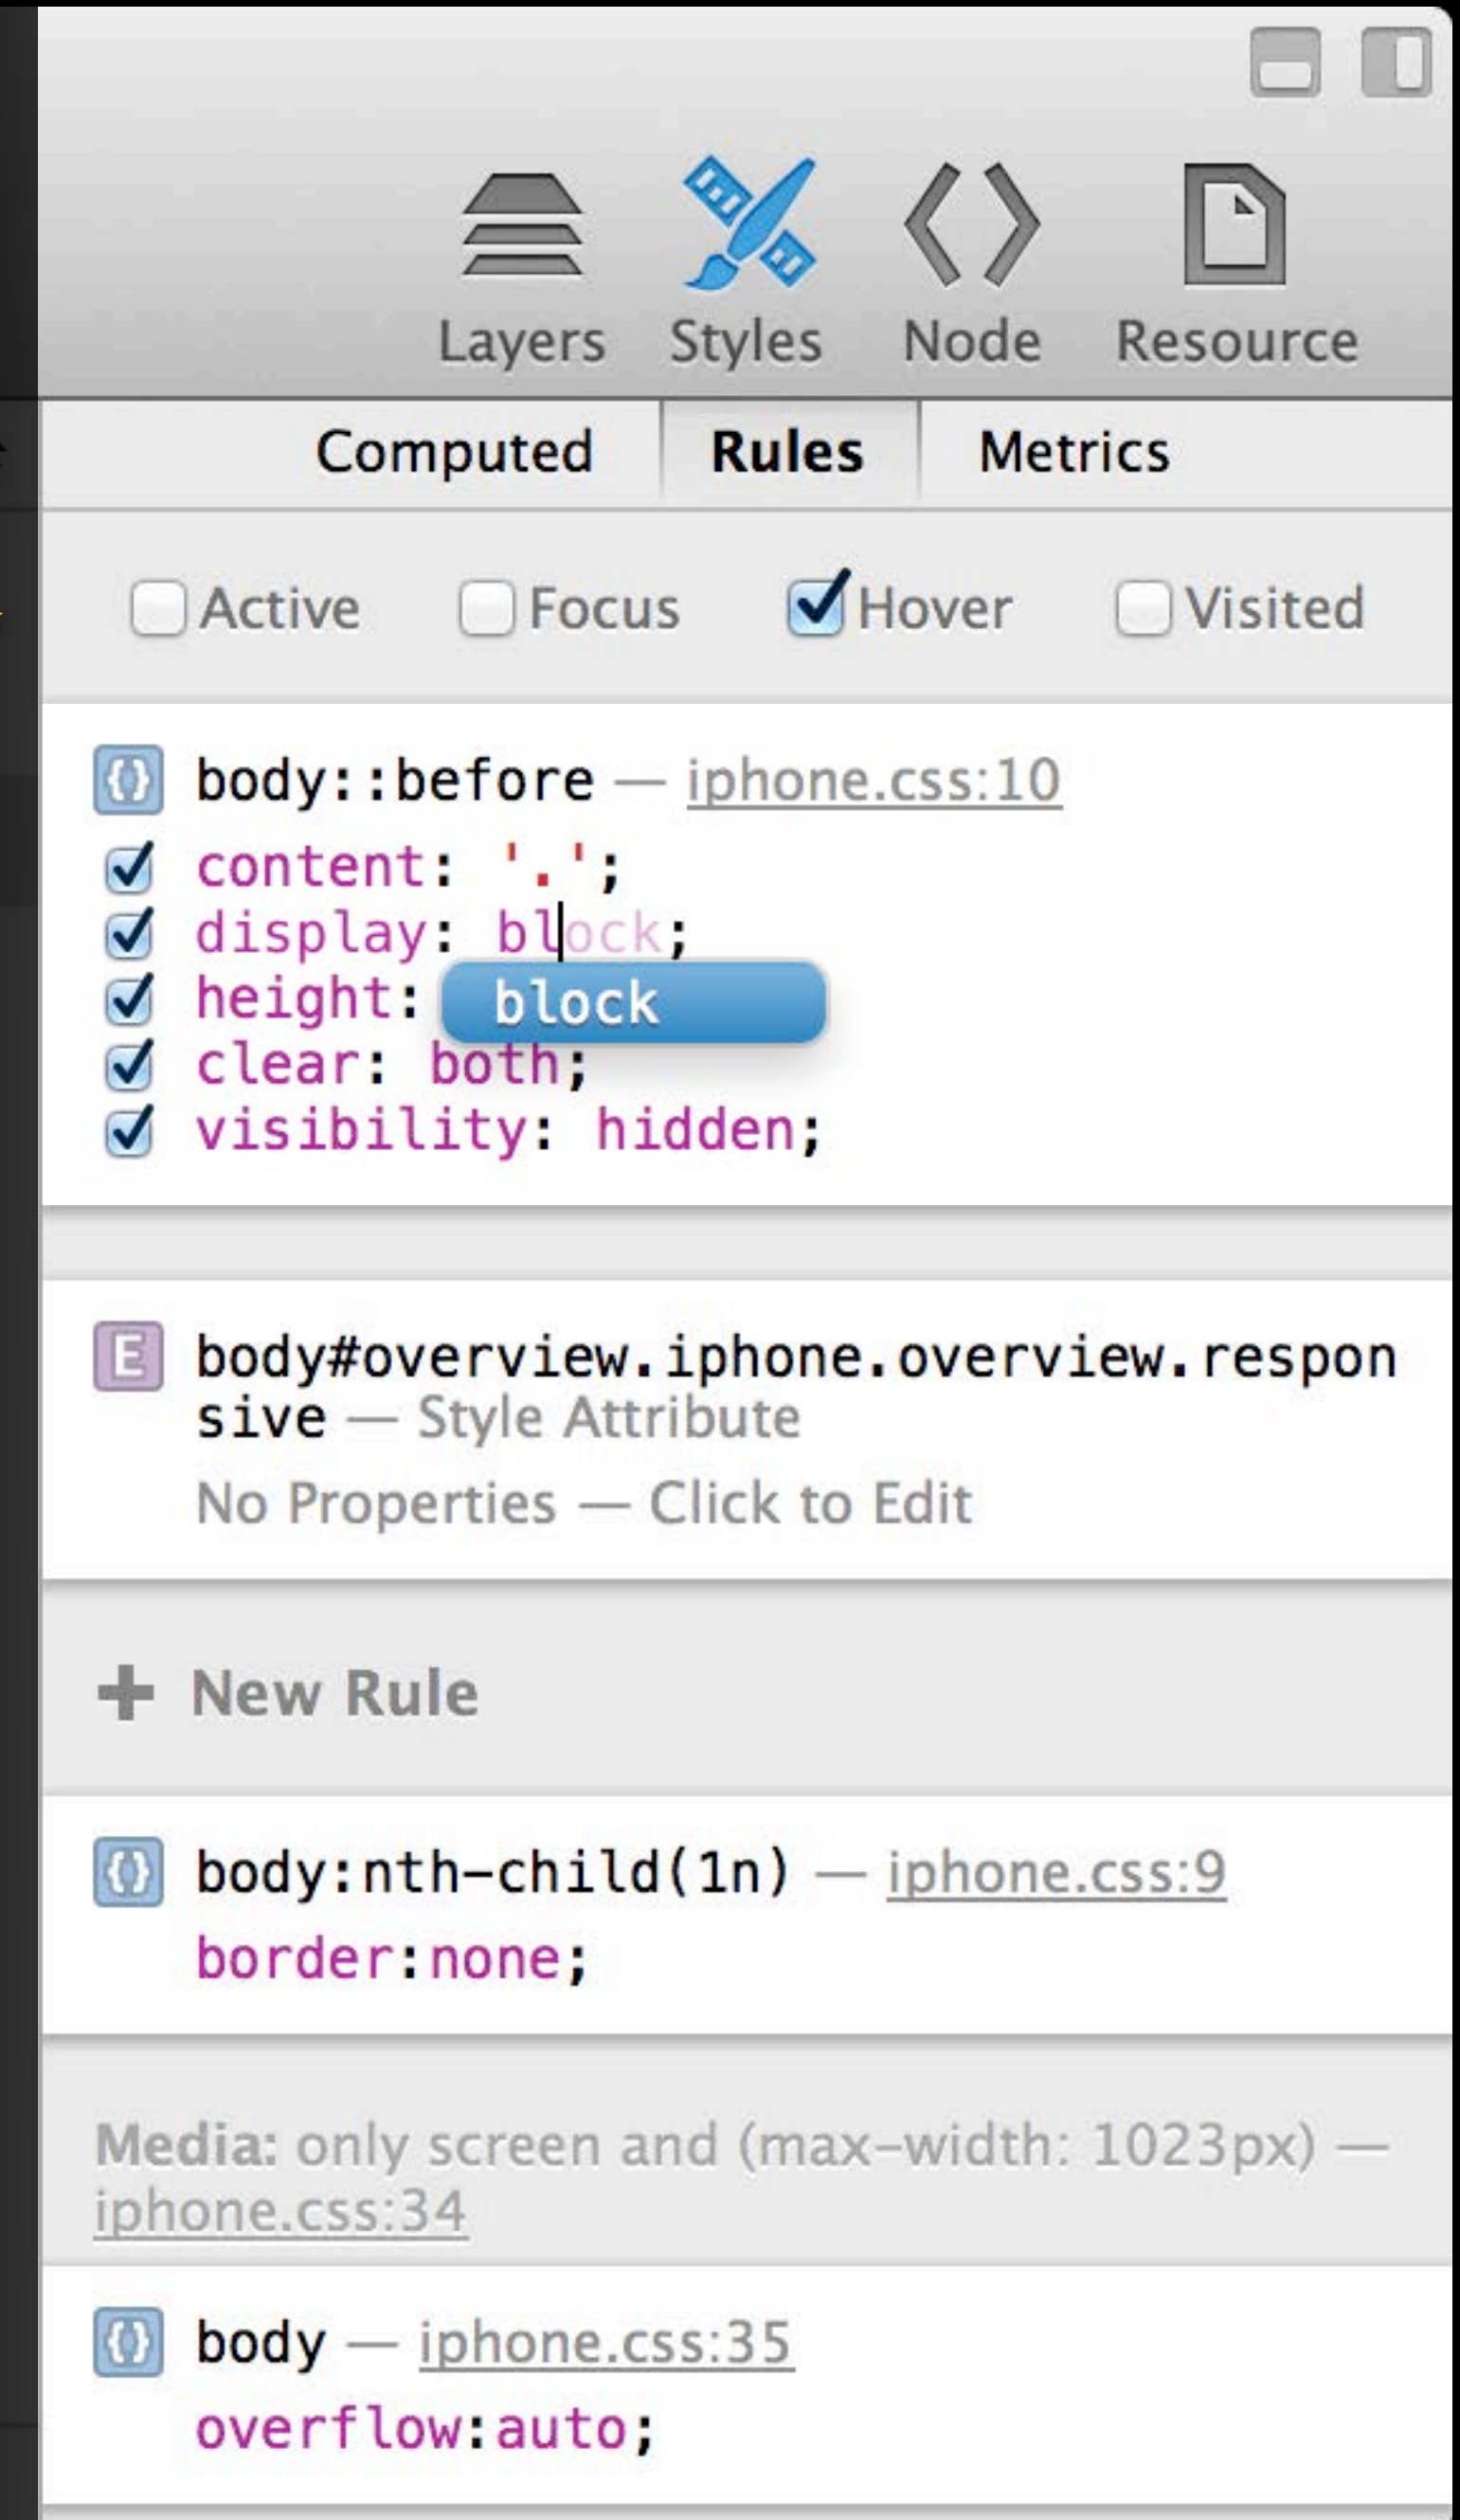 Layers Styles Node Resource
Computed Rules Metrics
Active Focus Hover Visited
{} body::before — iphone.css:10
content: '.';
display: block;
block
height:
clear: both;
visibility: hidden;
E body#overview.iphone.overview.respon
sive — Style Attribute
No Properties — Click to Edit
+ New Rule
{} body:nth-child(1n) — iphone.css:9
border:none;
Media: only screen and (max-width: 1023px) —
iphone.css:34
{} body — iphone.css:35
overflow:auto;